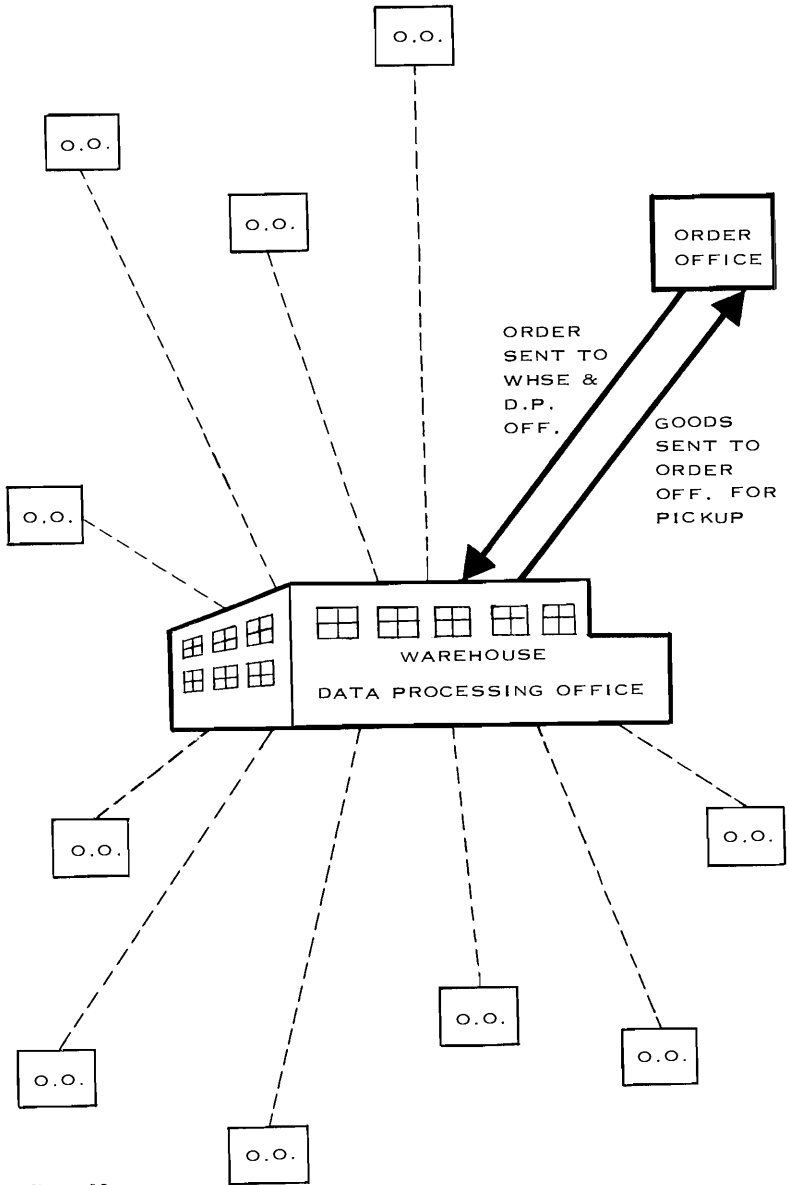 O.O.
O.O.
O.O.
ORDER
OFFICE
ORDER
SENT TO
WHSE &
D.P.
OFF.
GOODS
SENT TO
ORDER
OFF. FOR
PICKUP
O.O.
WAREHOUSE
DATA PROCESSING OFFICE
O.O.
O.O.
O.O.
O.O.
O.O.
O.O.